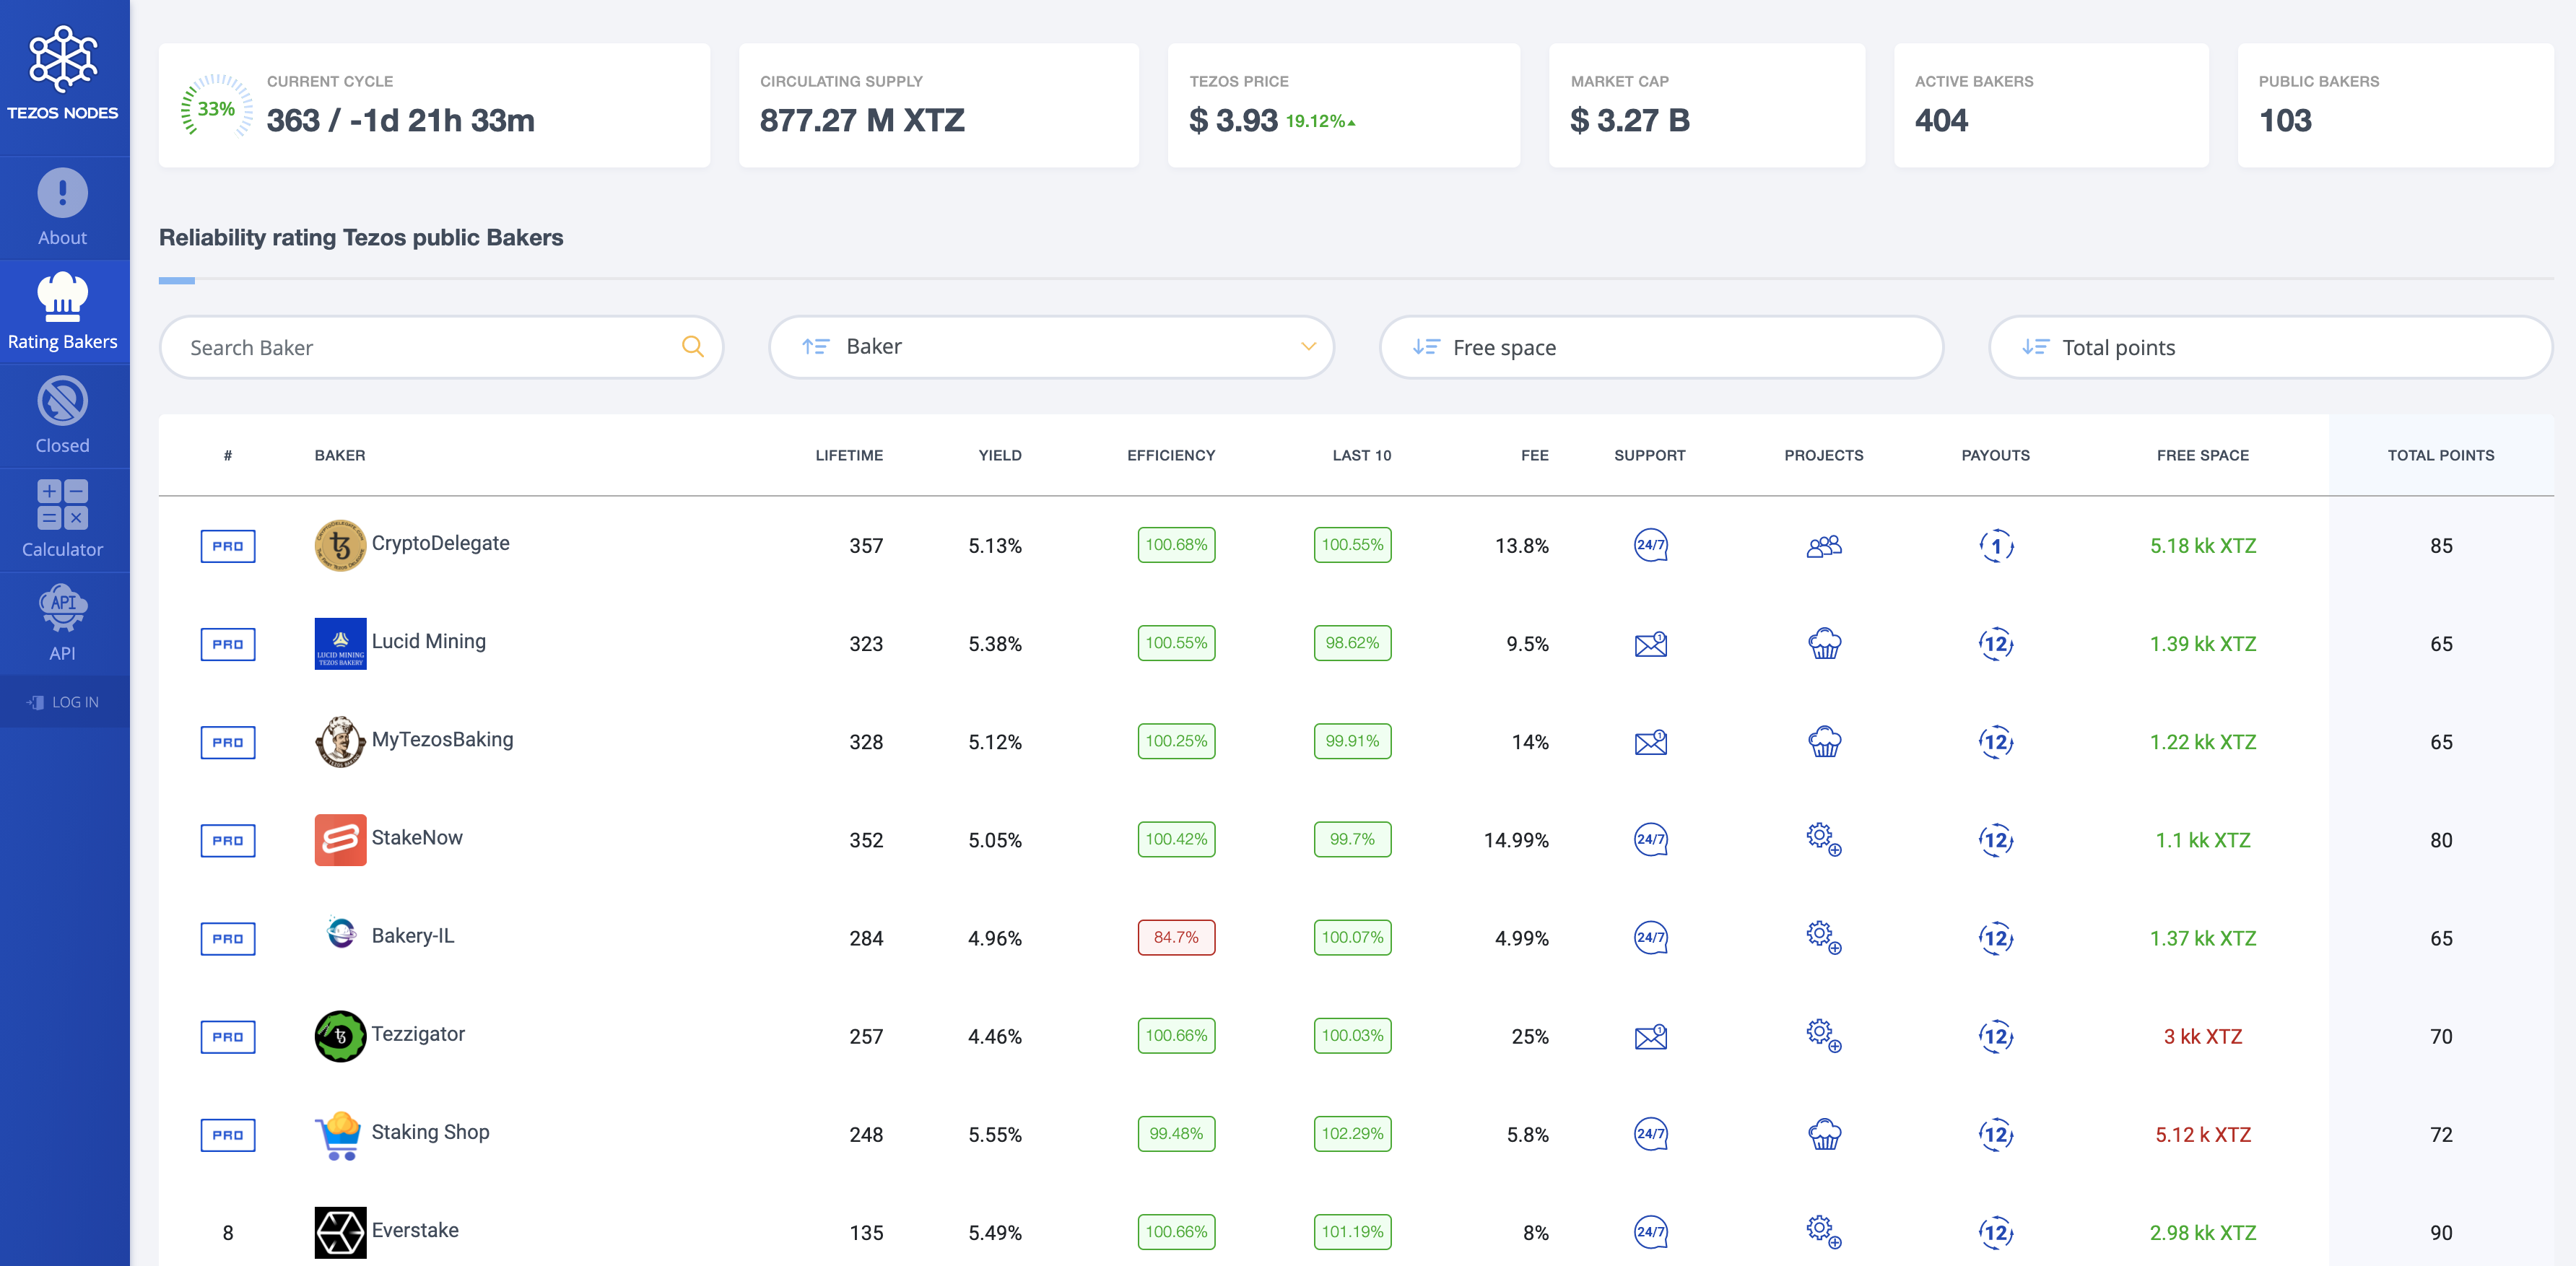 TEZOS NODES
About
Rating Bakers
Closed
Calculator
API
API
LOG IN
33%
CURRENT CYCLE
363 / -1d 21h 33m
CIRCULATING SUPPLY
877.27 M XTZ
TEZOS PRICE
$ 3.93 19.12%
MARKET CAP
$ 3.27 B
ACTIVE BAKERS
404
PUBLIC BAKERS
103
Reliability rating Tezos public Bakers
Search Baker
Baker
Free space
Total points
# BAKER LIFETIME YIELD EFFICIENCY LAST 10 FEE SUPPORT PROJECTS PAYOUTS FREE SPACE TOTAL POINTS
PRO CryptoDelegate 357 5.13% 100.68% 100.55% 13.8% 24/7 1 5.18 kk XTZ 85
PRO LUCID MINING TEZOS BAKERY Lucid Mining 323 5.38% 100.55% 98.62% 9.5% 1 12 1.39 kk XTZ 65
PRO MyTezosBaking 328 5.12% 100.25% 99.91% 14% 1 12 1.22 kk XTZ 65
PRO StakeNow 352 5.05% 100.42% 99.7% 14.99% 24/7 12 1.1 kk XTZ 80
PRO Bakery-IL 284 4.96% 84.7% 100.07% 4.99% 24/7 12 1.37 kk XTZ 65
PRO Tezzigator 257 4.46% 100.66% 100.03% 25% 1 12 3 kk XTZ 70
PRO Staking Shop 248 5.55% 99.48% 102.29% 5.8% 24/7 12 5.12 k XTZ 72
8 Everstake 135 5.49% 100.66% 101.19% 8% 24/7 12 2.98 kk XTZ 90